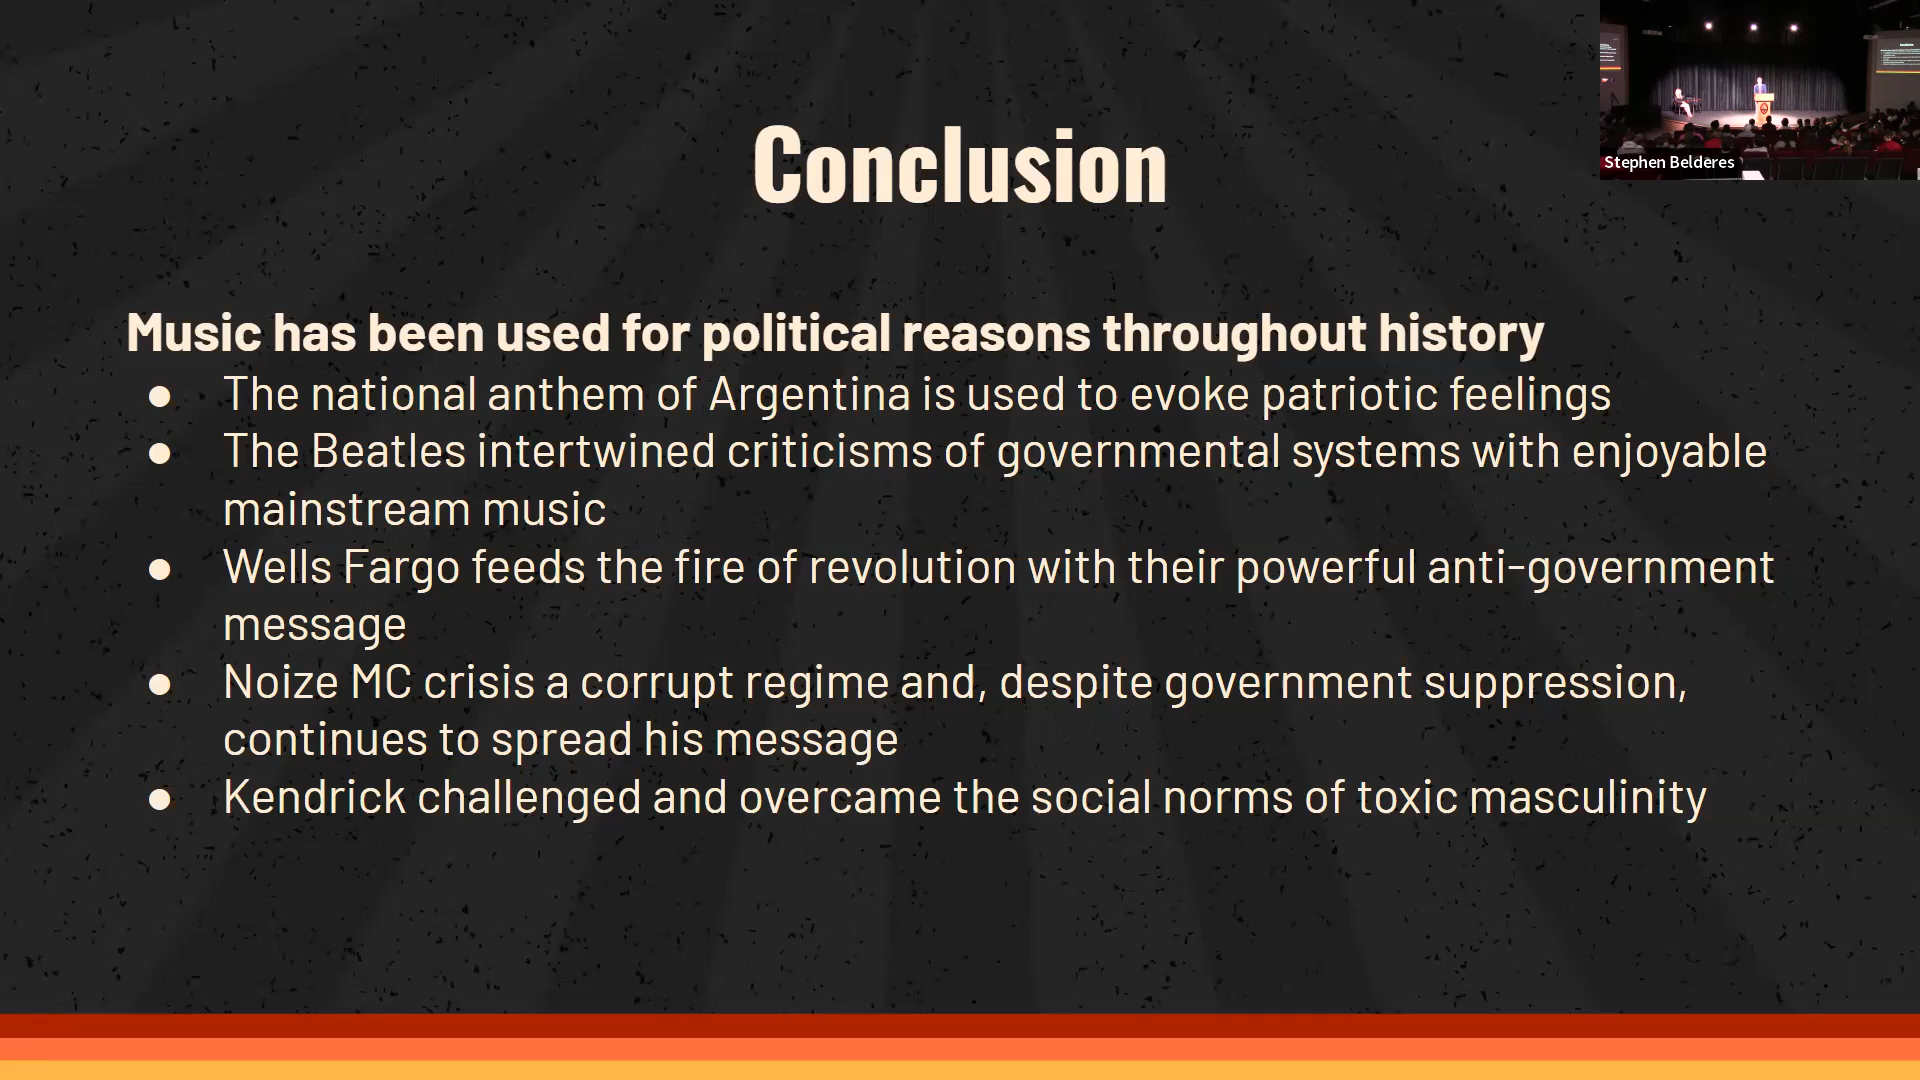 Conclusion
Stephen Belderes
Music has been used for political reasons throughout history
● The national anthem of Argentina is used to evoke patriotic feelings
● The Beatles intertwined criticisms of governmental systems with enjoyable
mainstream music
● Wells Fargo feeds the fire of revolution with their powerful anti-government
message
● Noize MC crisis a corrupt regime and, despite government suppression,
continues to spread his message
● Kendrick challenged and overcame the social norms of toxic masculinity